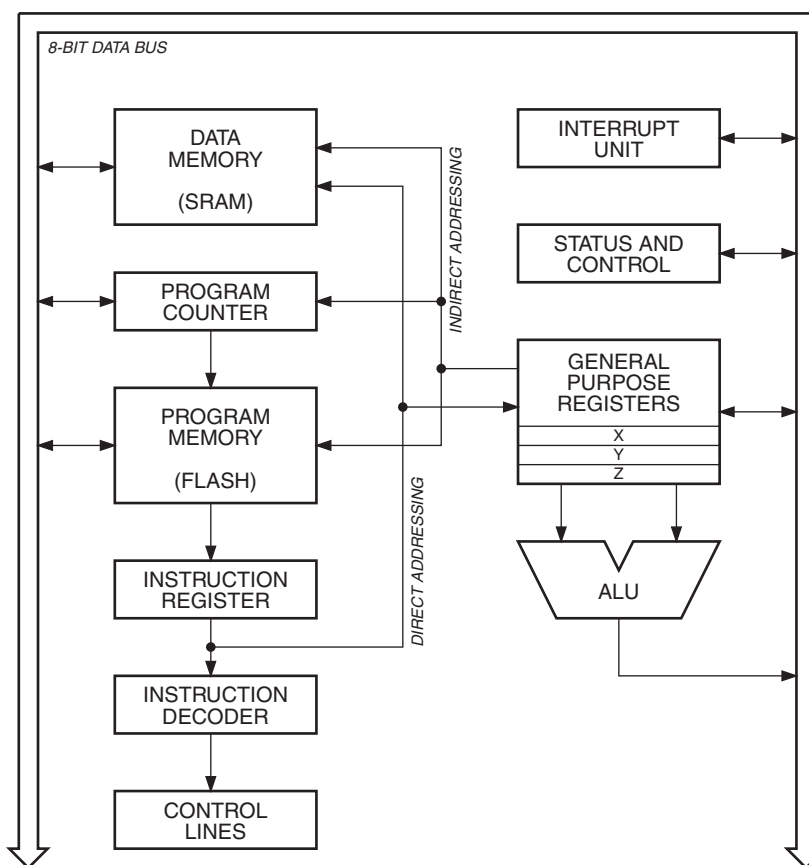 8-BIT DATA BUS
DATA
MEMORY
(SRAM)
PROGRAM
COUNTER
PROGRAM
MEMORY
(FLASH)
INSTRUCTION
REGISTER
INSTRUCTION
DECODER
CONTROL
LINES
INDIRECT ADDRESSING
DIRECT ADDRESSING
INTERRUPT
UNIT
STATUS AND
CONTROL
GENERAL
PURPOSE
REGISTERS
X
Y
Z
ALU